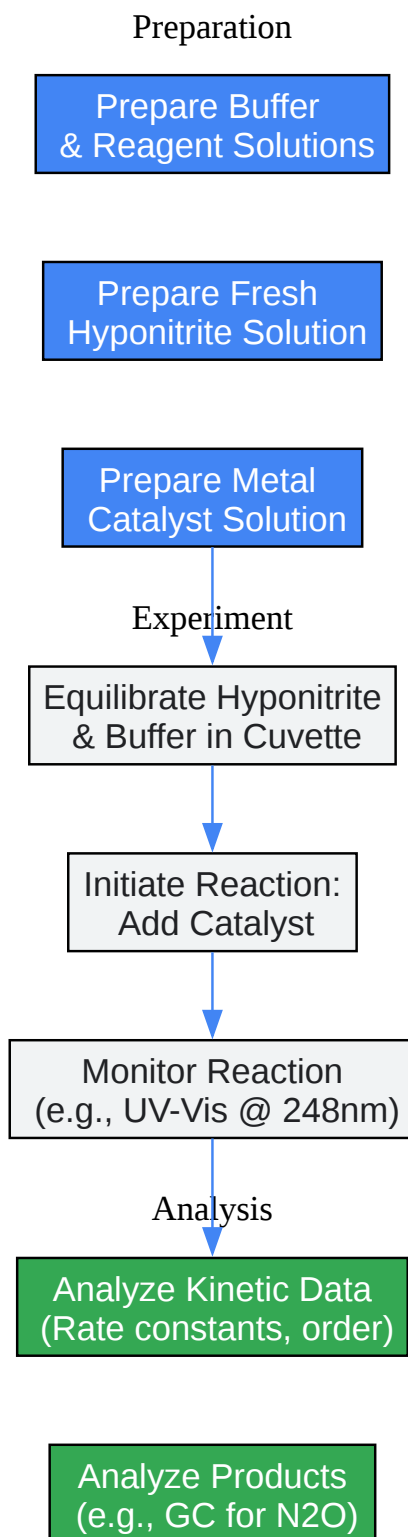 Preparation
Prepare Buffer
& Reagent Solutions
Prepare Fresh
Hyponitrite Solution
Prepare Metal
Catalyst Solution
Experiment
Equilibrate Hyponitrite
& Buffer in Cuvette
Initiate Reaction:
Add Catalyst
Monitor Reaction
(e.g., UV-Vis @ 248nm)
Analysis
Analyze Kinetic Data
(Rate constants, order)
Analyze Products
(e.g., GC for N2O)